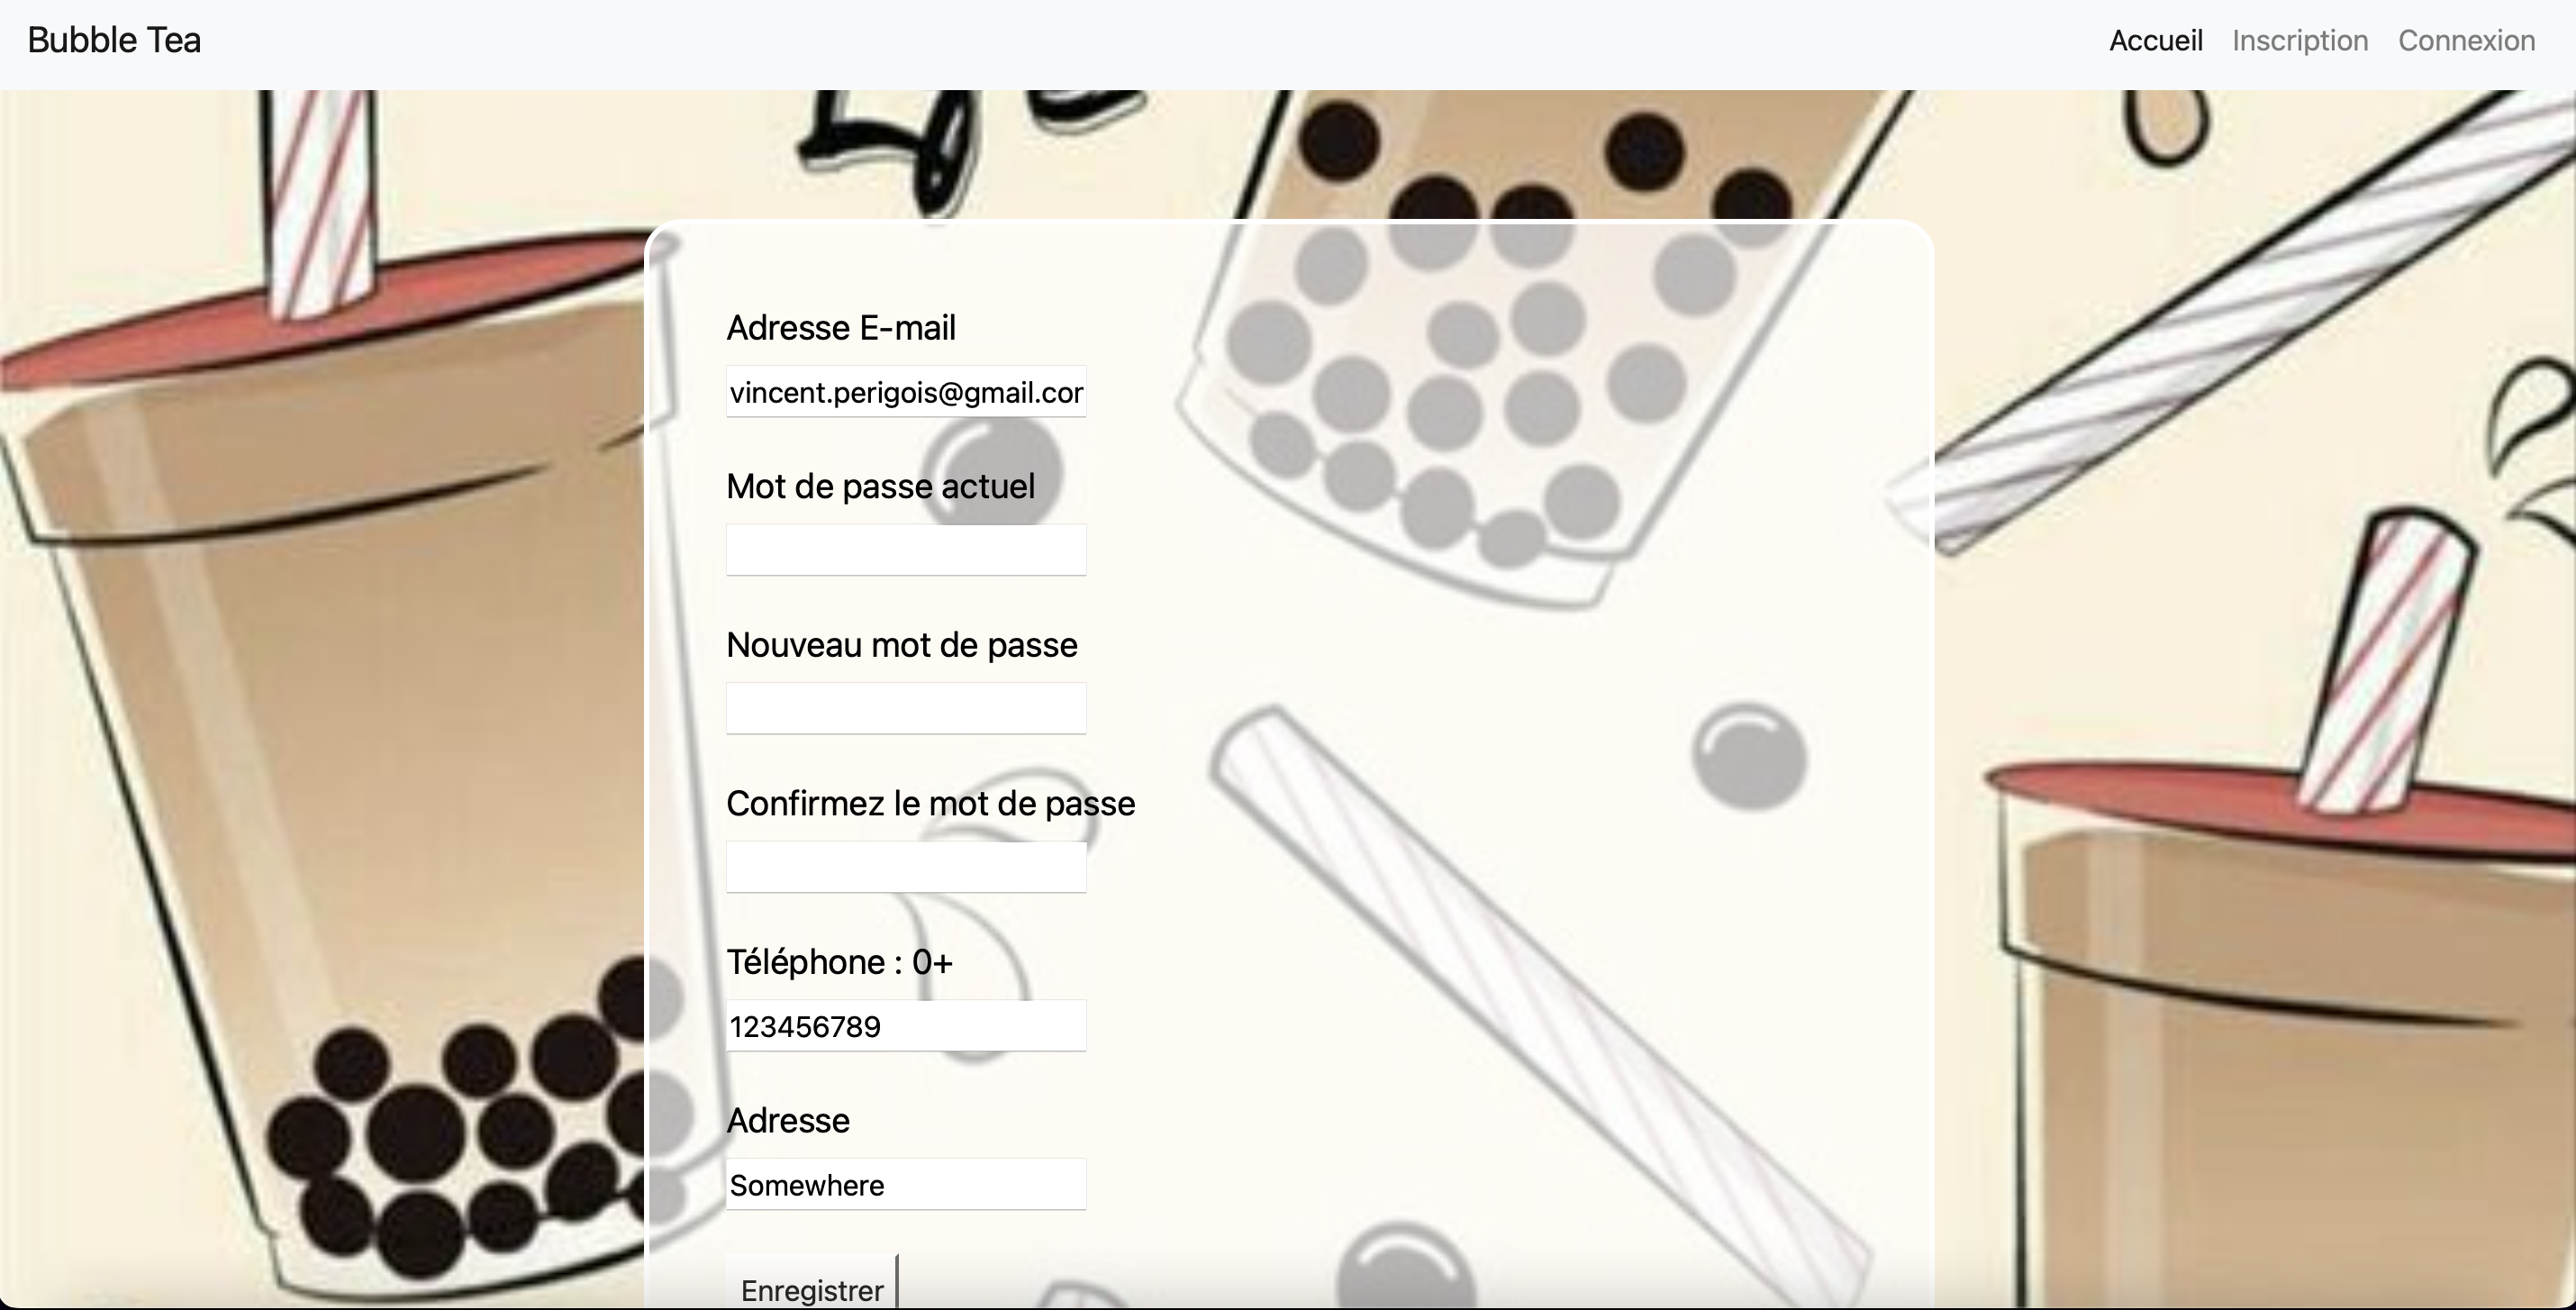 Bubble Tea
Accueil Inscription Connexion
Adresse E-mail
vincent.perigois@gmail.cor
Mot de passe actuel
Nouveau mot de passe
Confirmez le mot de passe
Téléphone : 0+
123456789
Adresse
Somewhere
Enregistrer